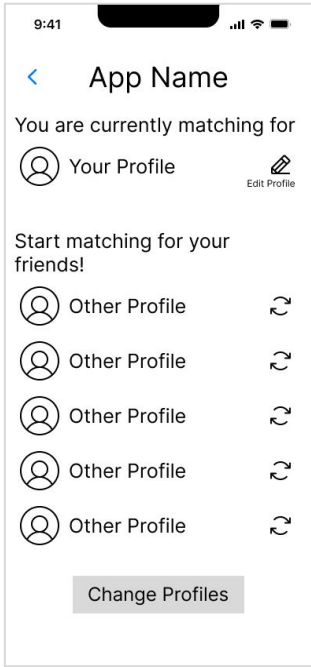 9:41
App Name
You are currently matching for
Your Profile
Edit Profile
Start matching for your
friends!
Other Profile
Other Profile
Other Profile
Other Profile
Other Profile
Change Profiles